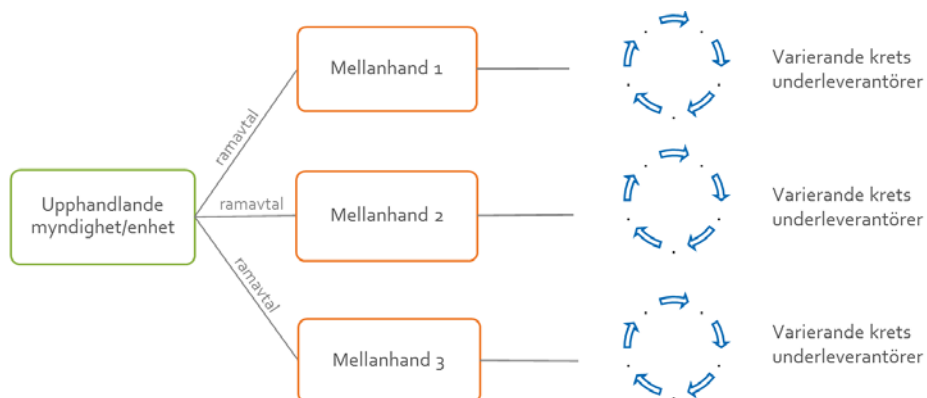 Upphandlande
myndighet/enhet
ramavtal
Mellanhand 1
Varierande krets
underleverantörer
ramavtal
Mellanhand 2
Varierande krets
underleverantörer
ramavtal
Mellanhand 3
Varierande krets
underleverantörer